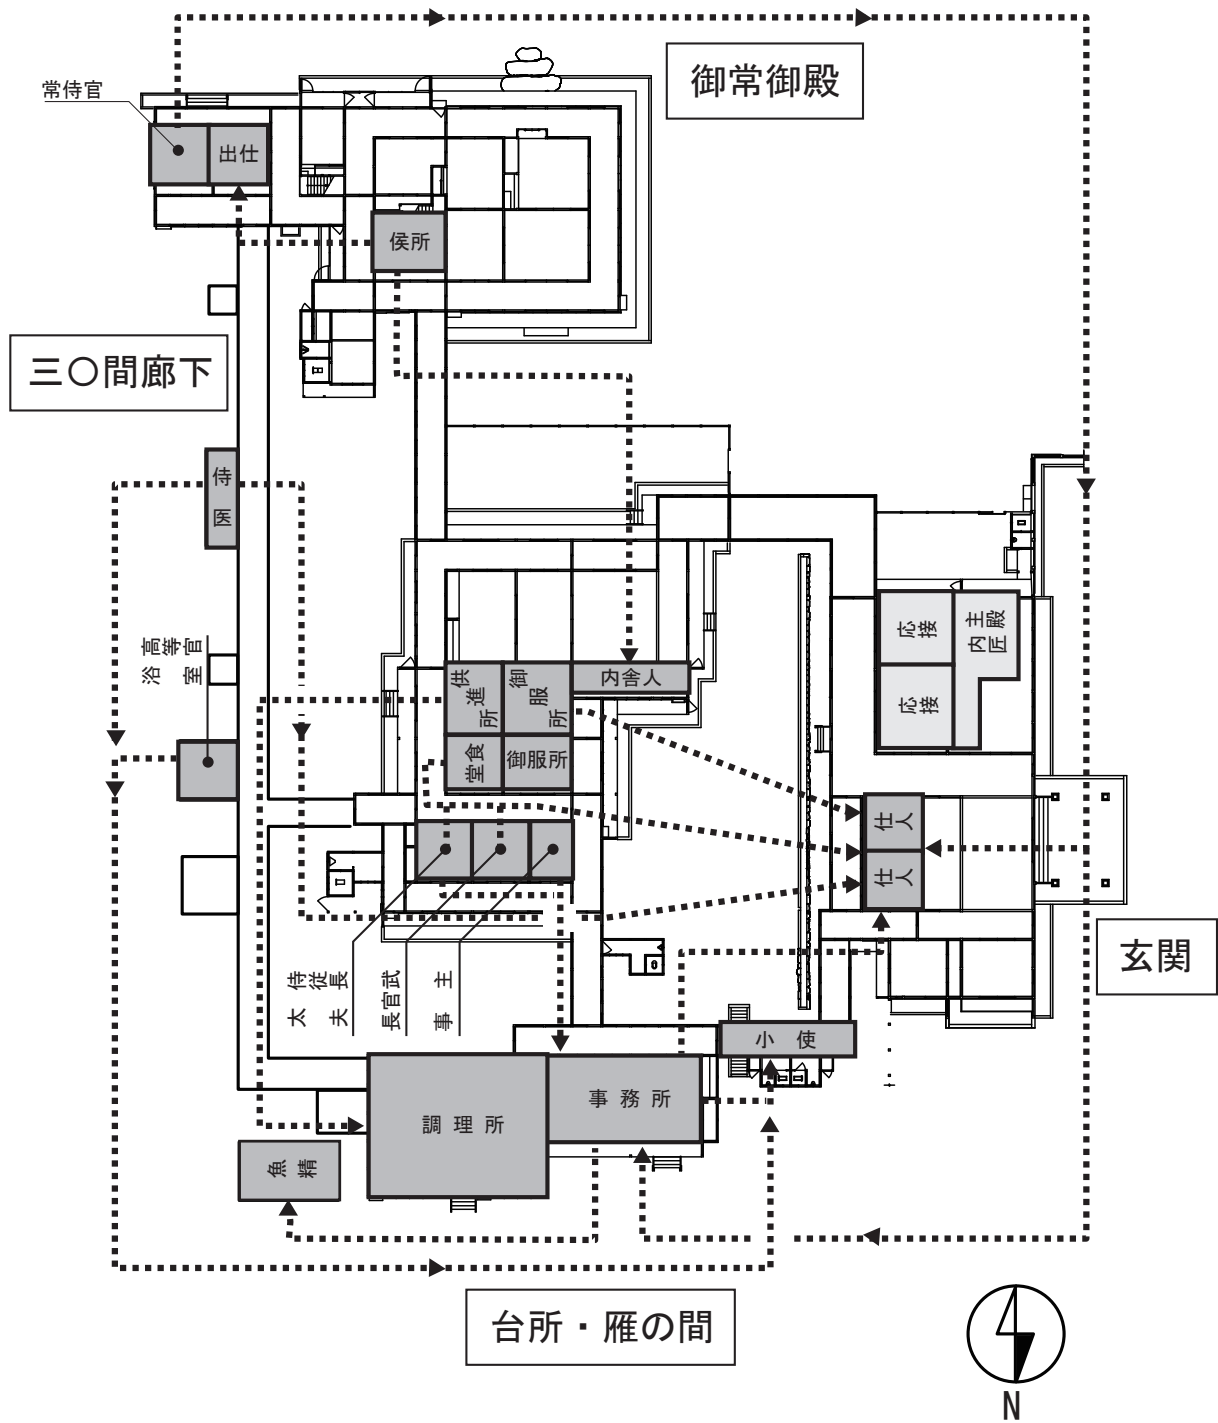 御常御殿
常侍官
出仕
侯所
三〇間廊下
侍医
高等官
浴室
応接
主殿
内匠
応接
供進所
御服所
内舎人
食堂
御服所
仕人
仕人
侍従長
太夫
武官長
主事
玄関
小使
事務所
調理所
魚精
台所・雁の間
N